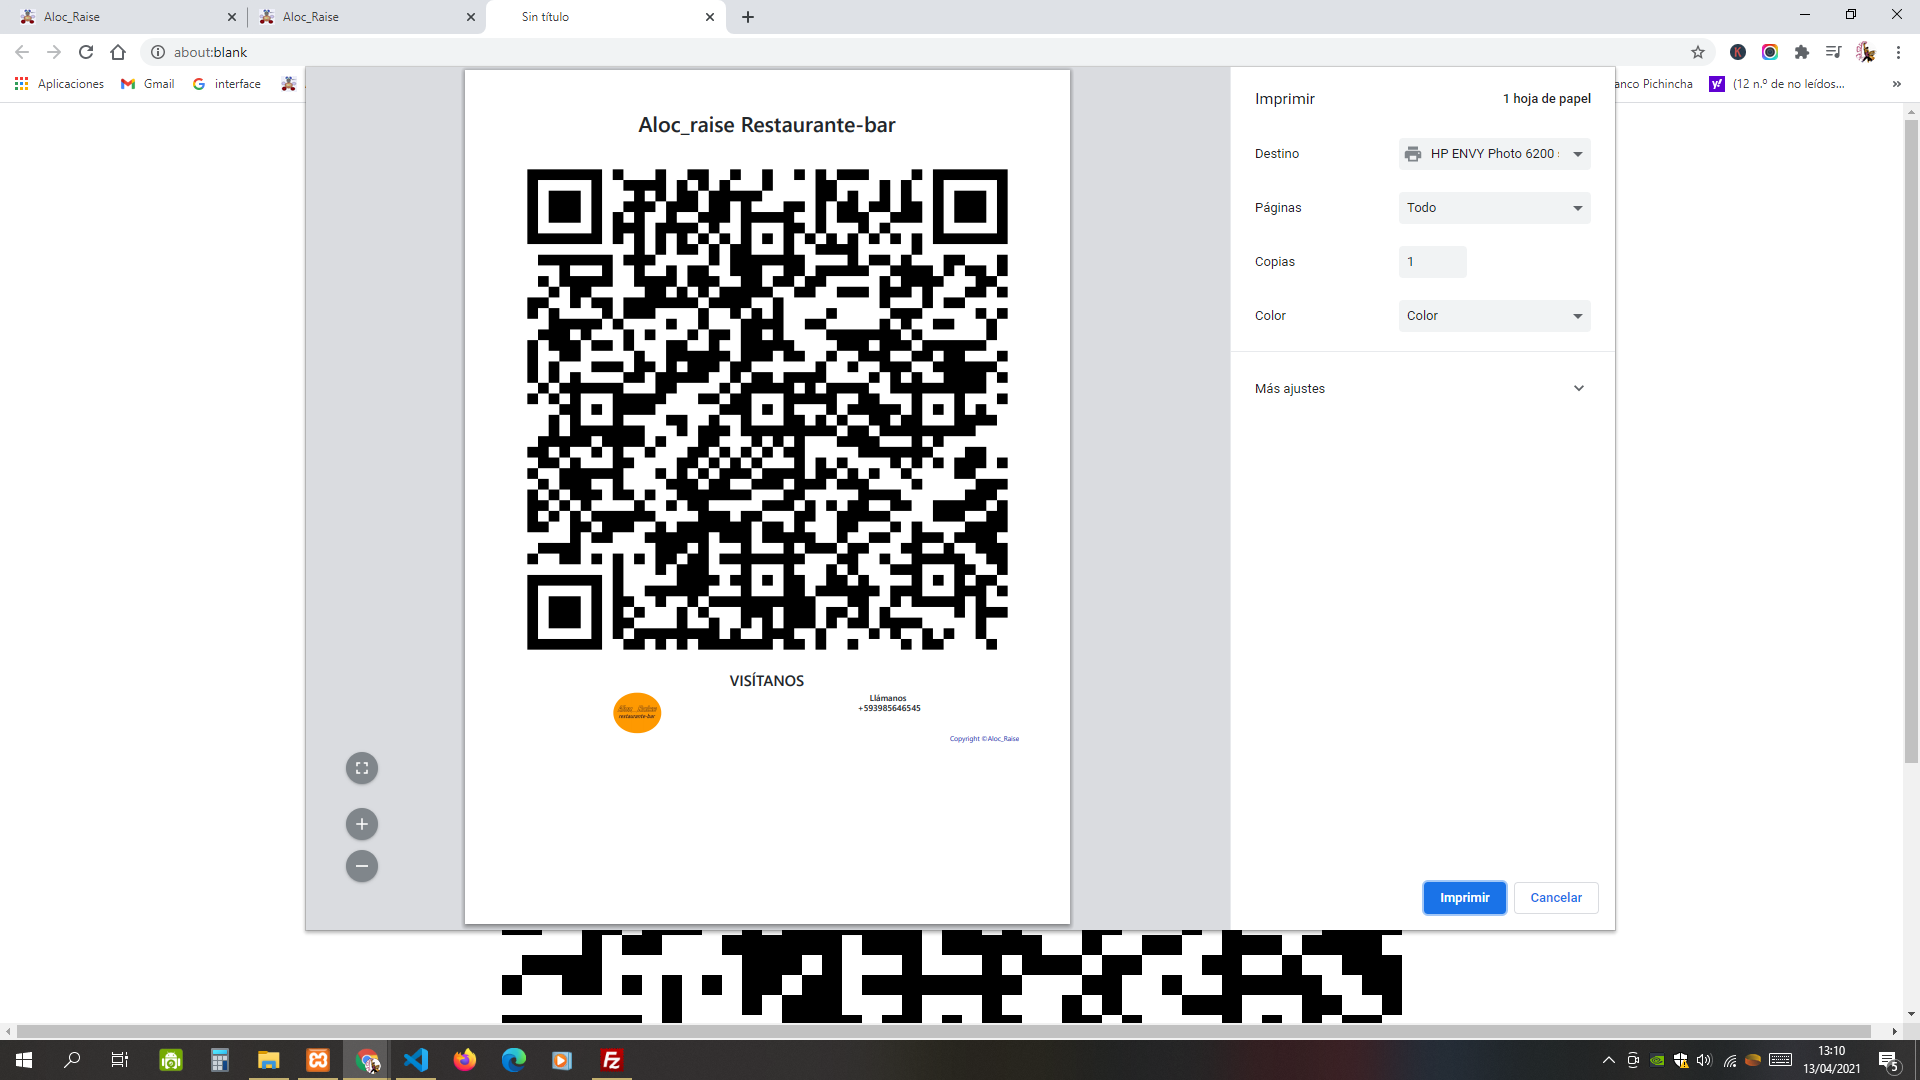 Aloc_Raise
Aloc_Raise
Sin título
about:blank
Aplicaciones
Gmail
interface
anco Pichincha
(12 n.º de no leídos...
Imprimir
1 hoja de papel
Destino
HP ENVY Photo 6200
Páginas
Todo
Copias
1
Color
Color
Más ajustes
Imprimir
Cancelar
Aloc_raise Restaurante-bar
VISÍTANOS
Aloc_Raise
restaurante-bar
Llámanos
+593985646545
Copyright ©Aloc_Raise
13:10
13/04/2021
5